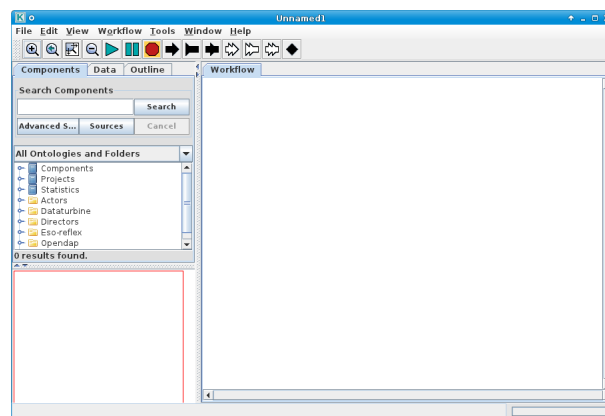 Unnamed1
File Edit View Workflow Tools Window Help
Components Data Outline
Workflow
Search Components
Search
Advanced S... Sources Cancel
All Ontologies and Folders
Components
Projects
Statistics
Actors
Dataturbine
Directors
Eso-reflex
Opendap
0 results found.